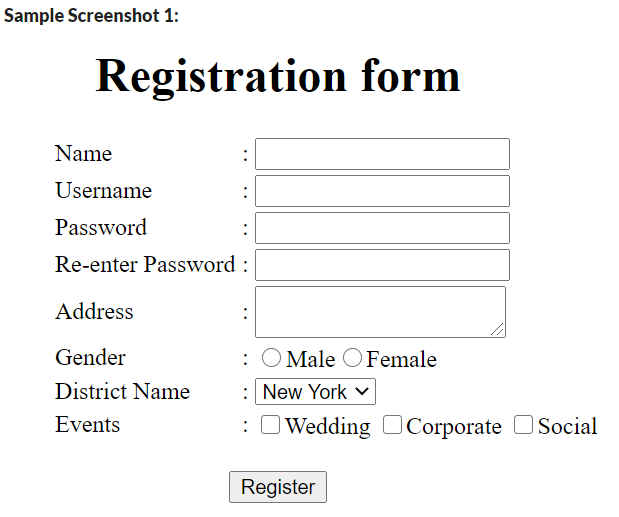 Sample Screenshot 1:
Registration form
Name :
Username :
Password :
Re-enter Password :
Address :
Gender : Male Female
District Name : New York
Events : Wedding Corporate Social
Register